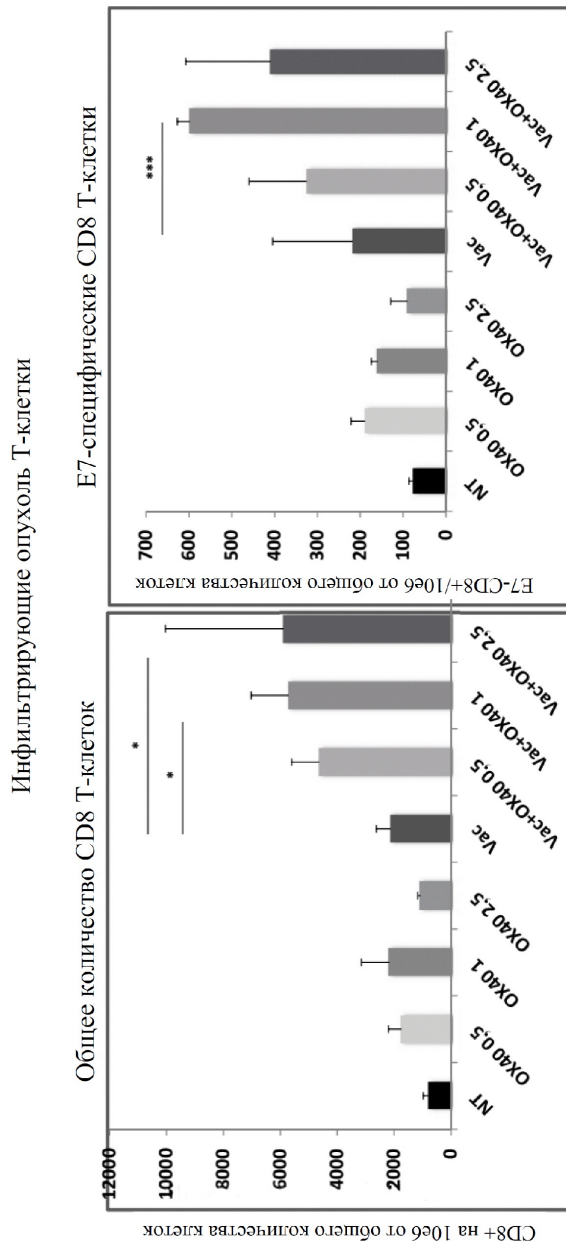 Инфильтрирующие опухоль Т-клетки
Общее количество CD8 Т-клеток
CD8+ на 10е6 от общего количества клеток
12000
10000
8000
6000
4000
2000
0
*
*
NT
OX40 0,5
OX40 1
OX40 2,5
Vac
Vac+OX40 0,5
Vac+OX40 1
Vac+OX40 2,5
Е7-специфические CD8 Т-клетки
Е7-CD8+/10е6 от общего количества клеток
700
600
500
400
300
200
100
0
***
NT
OX40 0,5
OX40 1
OX40 2,5
Vac
Vac+OX40 0,5
Vac+OX40 1
Vac+OX40 2,5